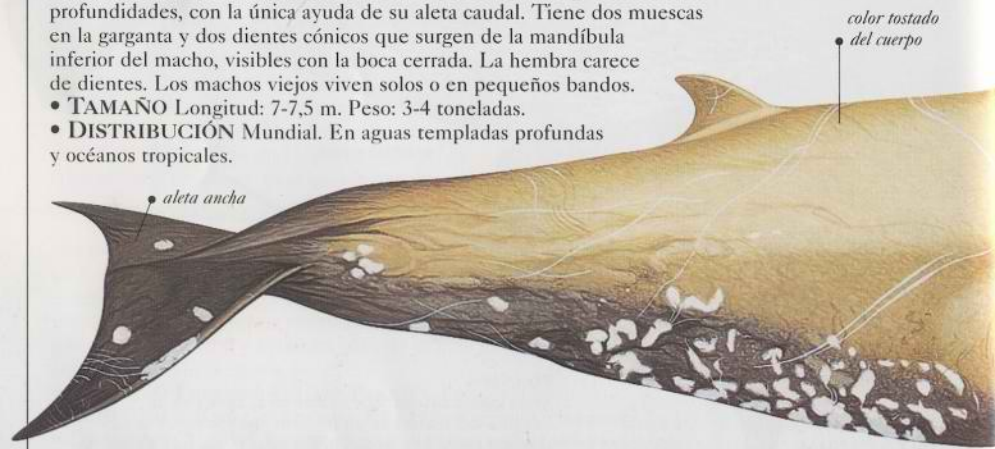 profundidades, con la única ayuda de su aleta caudal. Tiene dos muescas
en la garganta y dos dientes cónicos que surgen de la mandíbula
inferior del macho, visibles con la boca cerrada. La hembra carece
de dientes. Los machos viejos viven solos o en pequeños bandos.
• TAMAÑO Longitud: 7-7,5 m. Peso: 3-4 toneladas.
• DISTRIBUCIÓN Mundial. En aguas templadas profundas
y océanos tropicales.
color tostado
del cuerpo
aleta ancha